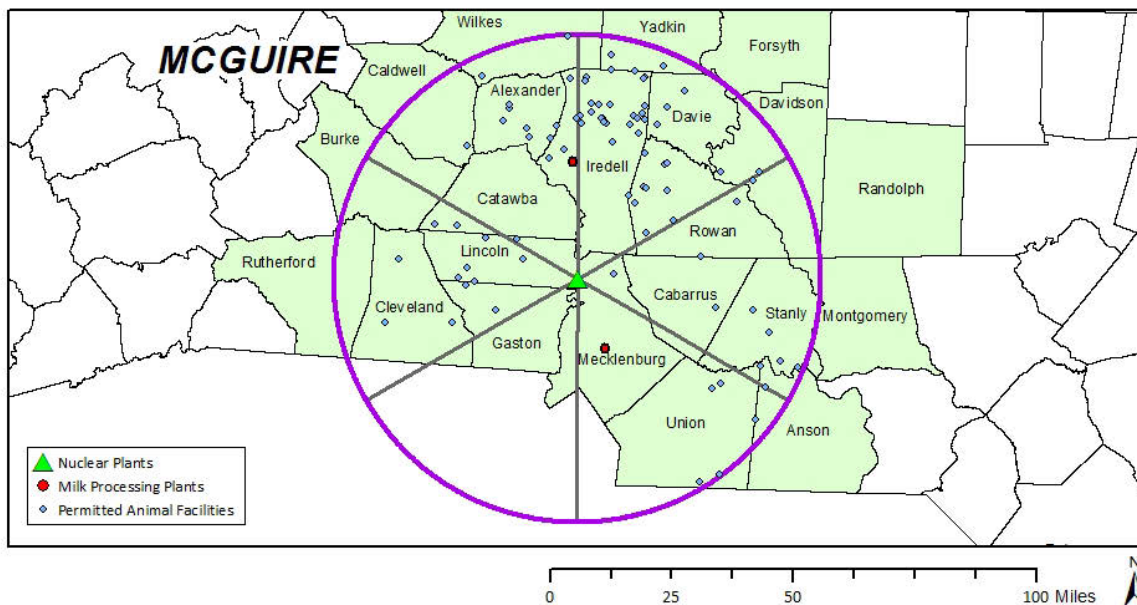 MCGUIRE
Wilkes
Yadkin
Forsyth
Caldwell
Alexander
Davie
Davidson
Burke
Iredell
Randolph
Catawba
Rowan
Lincoln
Rutherford
Cabarrus
Cleveland
Stanly
Montgomery
Gaston
Mecklenburg
Union
Anson
Nuclear Plants
Milk Processing Plants
Permitted Animal Facilities
N
0 25 50 100 Miles